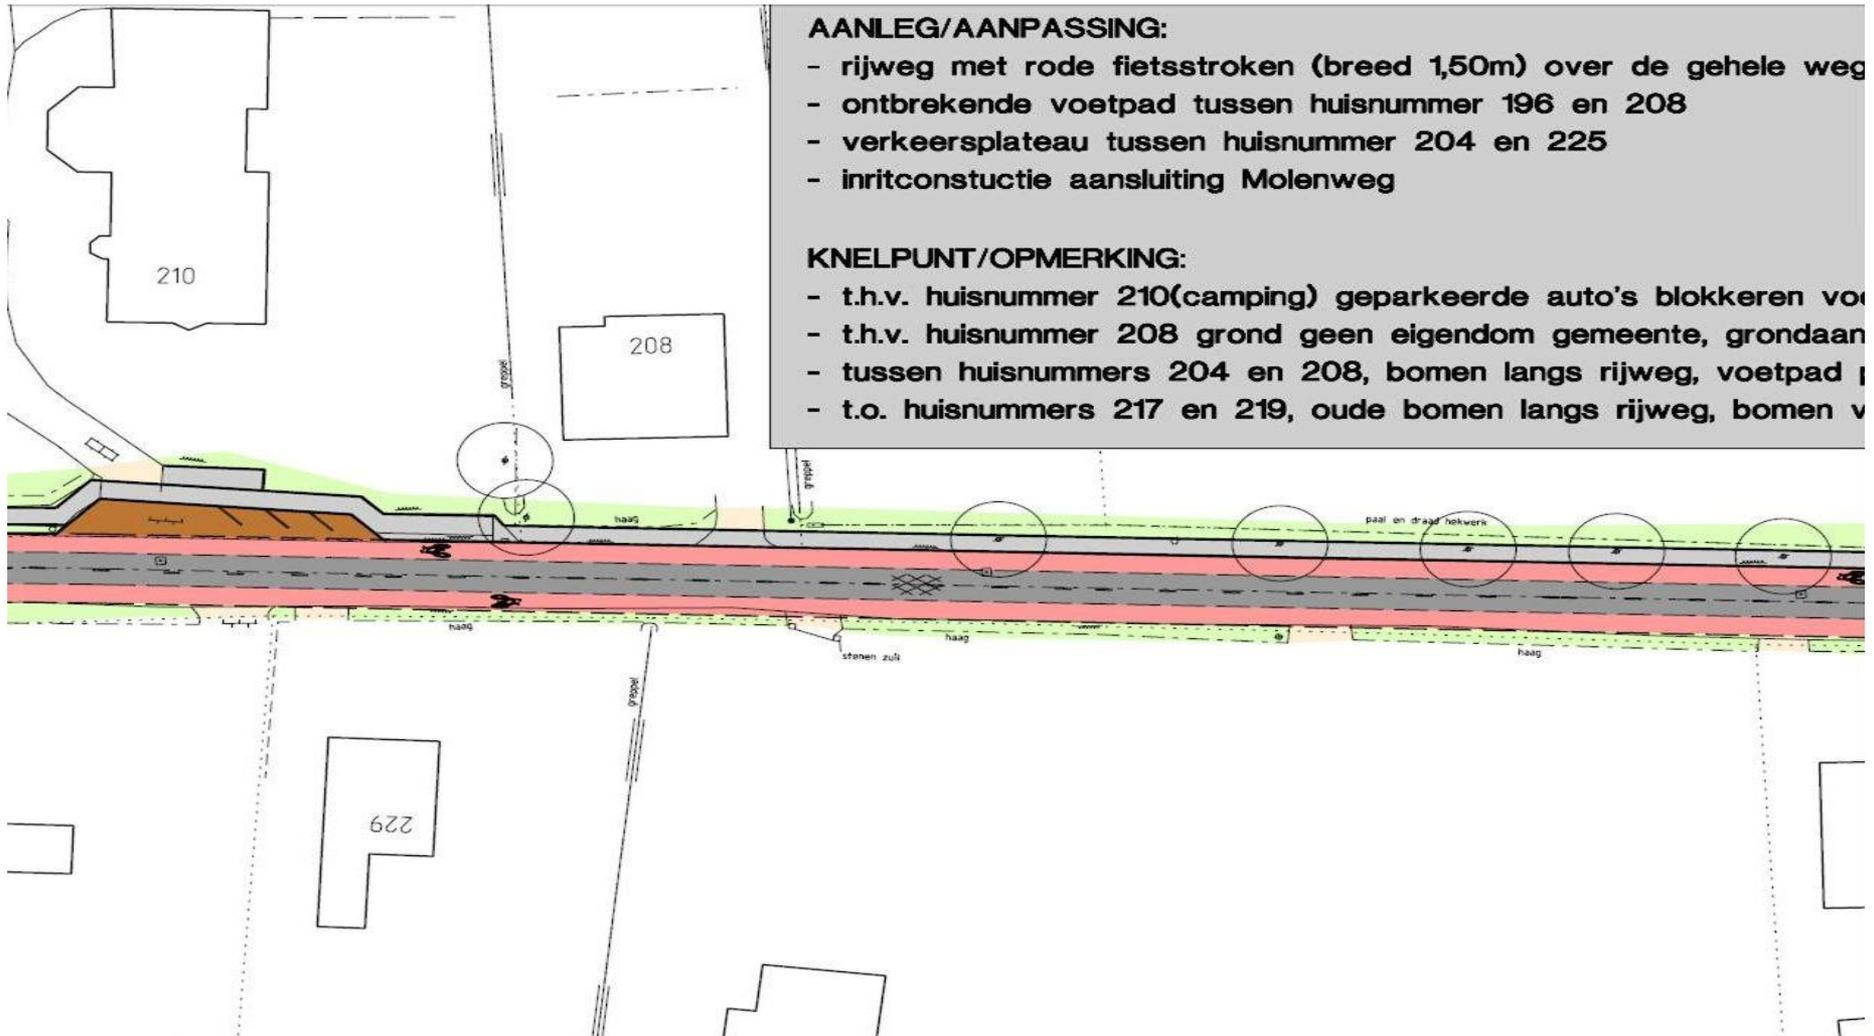 AANLEG/AANPASSING:
- rijweg met rode fietsstroken (breed 1,50m) over de gehele weg
- ontbrekende voetpad tussen huisnummer 196 en 208
- verkeersplateau tussen huisnummer 204 en 225
- inritconstuctie aansluiting Molenweg
KNELPUNT/OPMERKING:
- t.h.v. huisnummer 210(camping) geparkeerde auto's blokkeren
- t.h.v. huisnummer 208 grond geen eigendom gemeente,
- tussen huisnummers 204 en 208, bomen langs rijweg, voetpad
- t.o. huisnummers 217 en 219, oude bomen langs rijweg, bomen
210
208
greppel
greppel
haag
paal en draad hekwerk
haag
haag
haag
stenen zuil
greppel
229